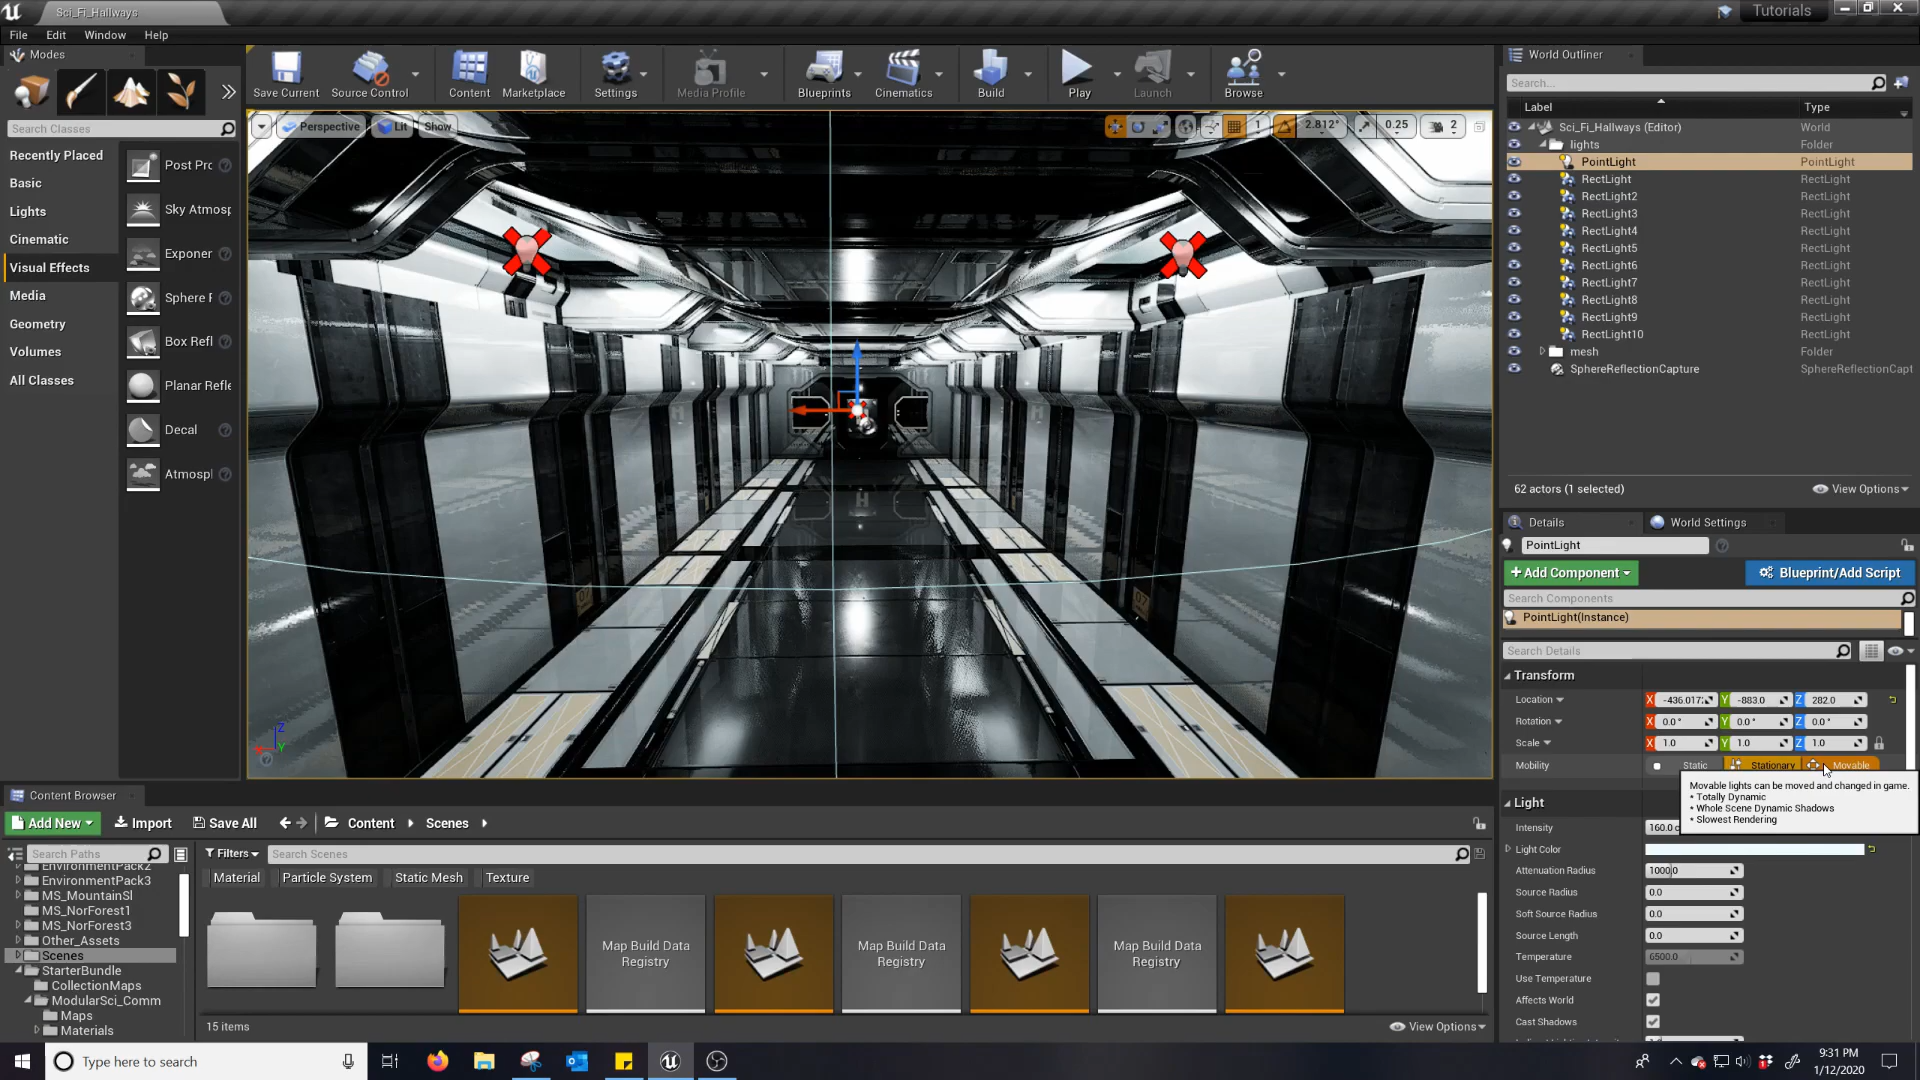 Sci_Fi_Hallways
Tutorials
File Edit Window Help
Modes
Search Classes
Recently Placed
Basic
Lights
Cinematic
Visual Effects
Media
Geometry
Volumes
All Classes
Post Prc
Sky Atmosp
Exponer
Sphere F
Box Refl
Planar Refle
Decal
Atmospl
Save Current
Source Control
Content
Marketplace
Settings
Media Profile
Blueprints
Cinematics
Build
Play
Launch
Browse
Perspective Lit Show
1 2.812° 0.25 2
World Outliner
Search...
Label Type
Sci_Fi_Hallways (Editor) World
lights Folder
PointLight PointLight
RectLight RectLight
RectLight2 RectLight
RectLight3 RectLight
RectLight4 RectLight
RectLight5 RectLight
RectLight6 RectLight
RectLight7 RectLight
RectLight8 RectLight
RectLight9 RectLight
RectLight10 RectLight
mesh Folder
SphereReflectionCapture SphereReflectionCapt
62 actors (1 selected) View Options
Details World Settings
PointLight
+Add Component Blueprint/Add Script
Search Components
PointLight(Instance)
Search Details
Transform
Location X -436.017 Y -883.0 Z 282.0
Rotation X 0.0° Y 0.0° Z 0.0°
Scale X 1.0 Y 1.0 Z 1.0
Mobility Static Stationary Movable
Movable lights can be moved and changed in game.
* Totally Dynamic
* Whole Scene Dynamic Shadows
* Slowest Rendering
Light
Intensity 160.0 c
Light Color
Attenuation Radius 1000.0
Source Radius 0.0
Soft Source Radius 0.0
Source Length 0.0
Temperature 6500.0
Use Temperature
Affects World
Cast Shadows
Z
X Y
Content Browser
Add New Import Save All Content Scenes
Search Paths
EnvironmentPack2
EnvironmentPack3
MS_MountainSl
MS_NorForest1
MS_NorForest3
Other_Assets
Scenes
StarterBundle
CollectionMaps
ModularSci_Comm
Maps
Materials
Filters Search Scenes
Material Particle System Static Mesh Texture
Map Build Data
Registry
Map Build Data
Registry
Map Build Data
Registry
15 items View Options
Type here to search
9:31 PM
1/12/2020